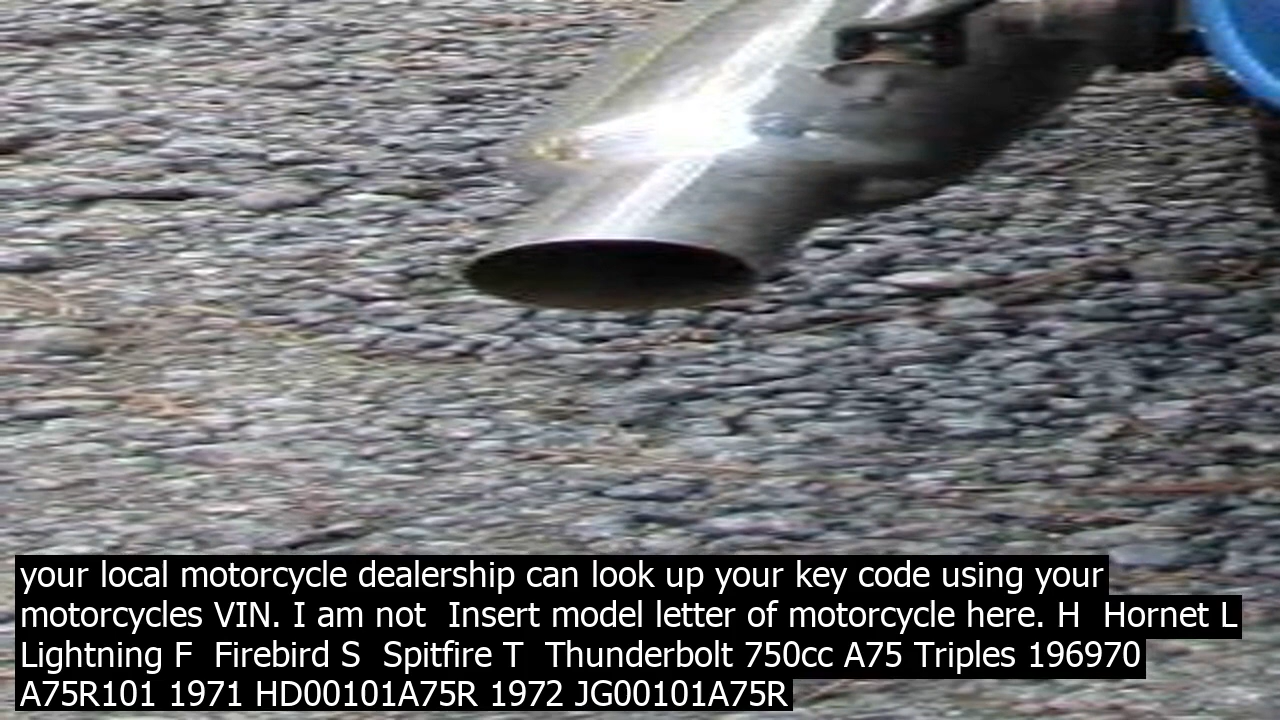 your local motorcycle dealership can look up your key code using your
motorcycles VIN. I am not  Insert model letter of motorcycle here. H  Hornet L
Lightning F  Firebird S  Spitfire T  Thunderbolt 750cc A75 Triples 196970
A75R101 1971 HD00101A75R 1972 JG00101A75R